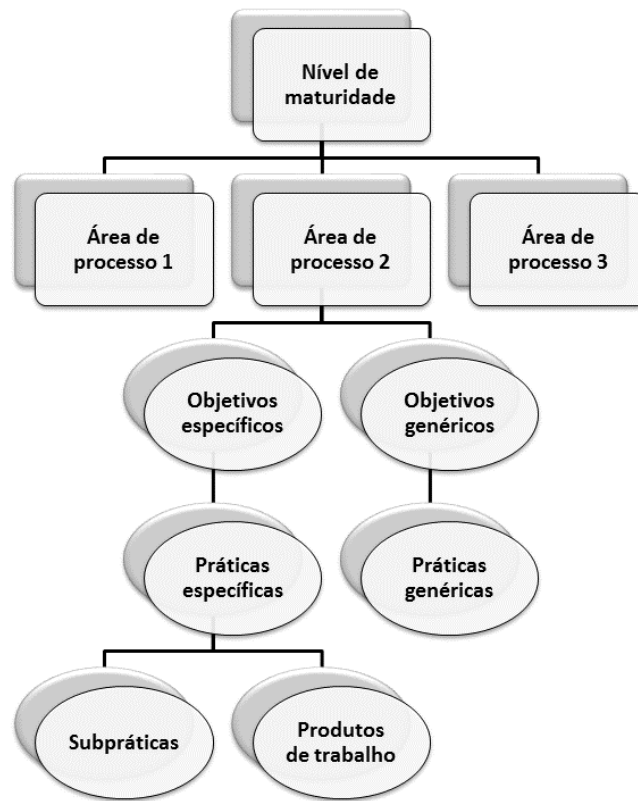 Nível de
maturidade
Área de
processo 1
Área de
processo 2
Área de
processo 3
Objetivos
específicos
Objetivos
genéricos
Práticas
específicas
Práticas
genéricas
Subpráticas
Produtos
de trabalho